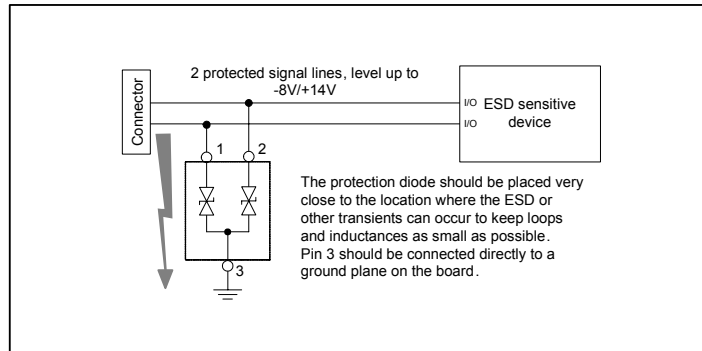 2 protected signal lines, level up to
-8V/+14V
Connector
I/O
ESD sensitive
device
I/O
1
2
The protection diode should be placed very
close to the location where the ESD or
other transients can occur to keep loops
and inductances as small as possible.
Pin 3 should be connected directly to a
ground plane on the board.
3